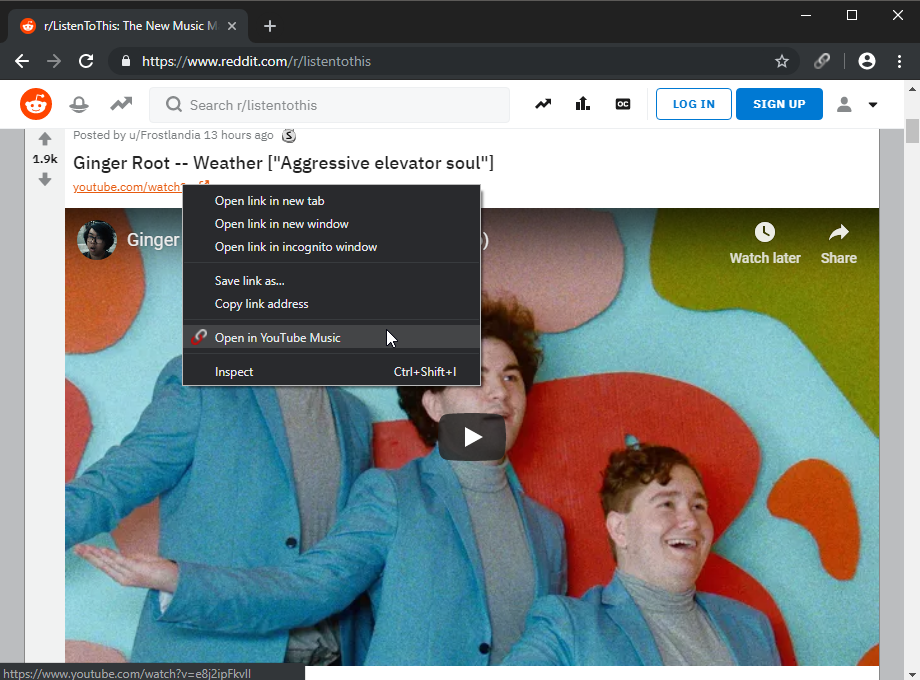 r/ListenToThis: The New Music M
https://www.reddit.com/r/listentothis
Search r/listentothis
LOG IN
SIGN UP
Posted by u/Frostlandia 13 hours ago
1.9k
Ginger Root -- Weather ["Aggressive elevator soul"]
youtube.com/watch?
Open link in new tab
Open link in new window
Open link in incognito window
Save link as...
Copy link address
Open in YouTube Music
Inspect Ctrl+Shift+I
Ginger
)
Watch later
Share
https://www.youtube.com/watch?v=e8j2ipFkvII